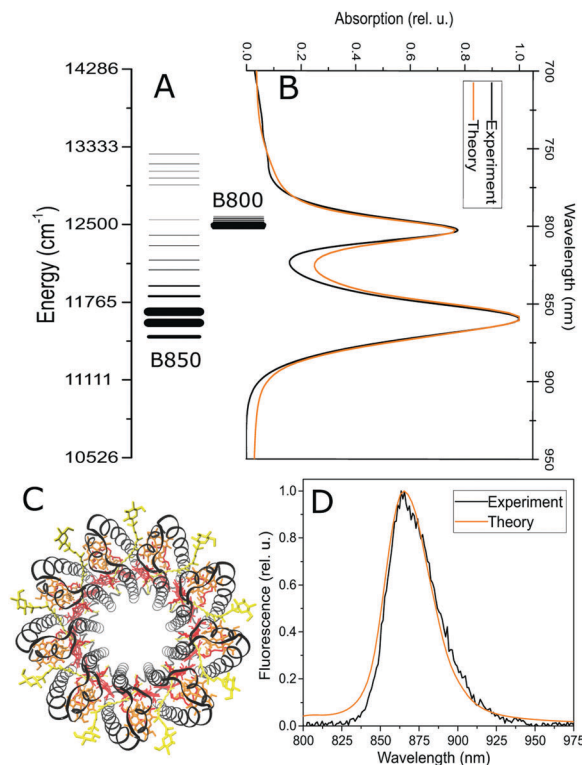 Absorption (rel. u.)
0.0 0.2 0.4 0.6 0.8 1.0
A
B
14286
13333
12500
11765
11111
10526
Energy (cm⁻¹)
B800
B850
Experiment
Theory
700
750
800
850
900
950
Wavelength (nm)
C
D
Experiment
Theory
1.0
0.8
0.6
0.4
0.2
0.0
Fluorescence (rel. u.)
800 825 850 875 900 925 950 975
Wavelength (nm)